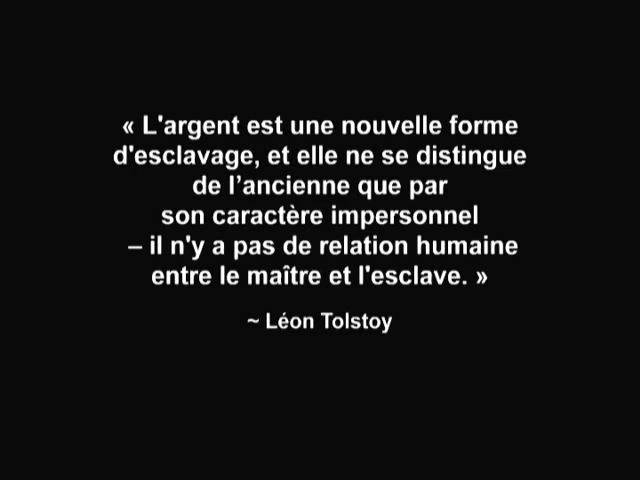 « L'argent est une nouvelle forme
d'esclavage, et elle ne se distingue
de l’ancienne que par
son caractère impersonnel
– il n'y a pas de relation humaine
entre le maître et l'esclave. »
~ Léon Tolstoy